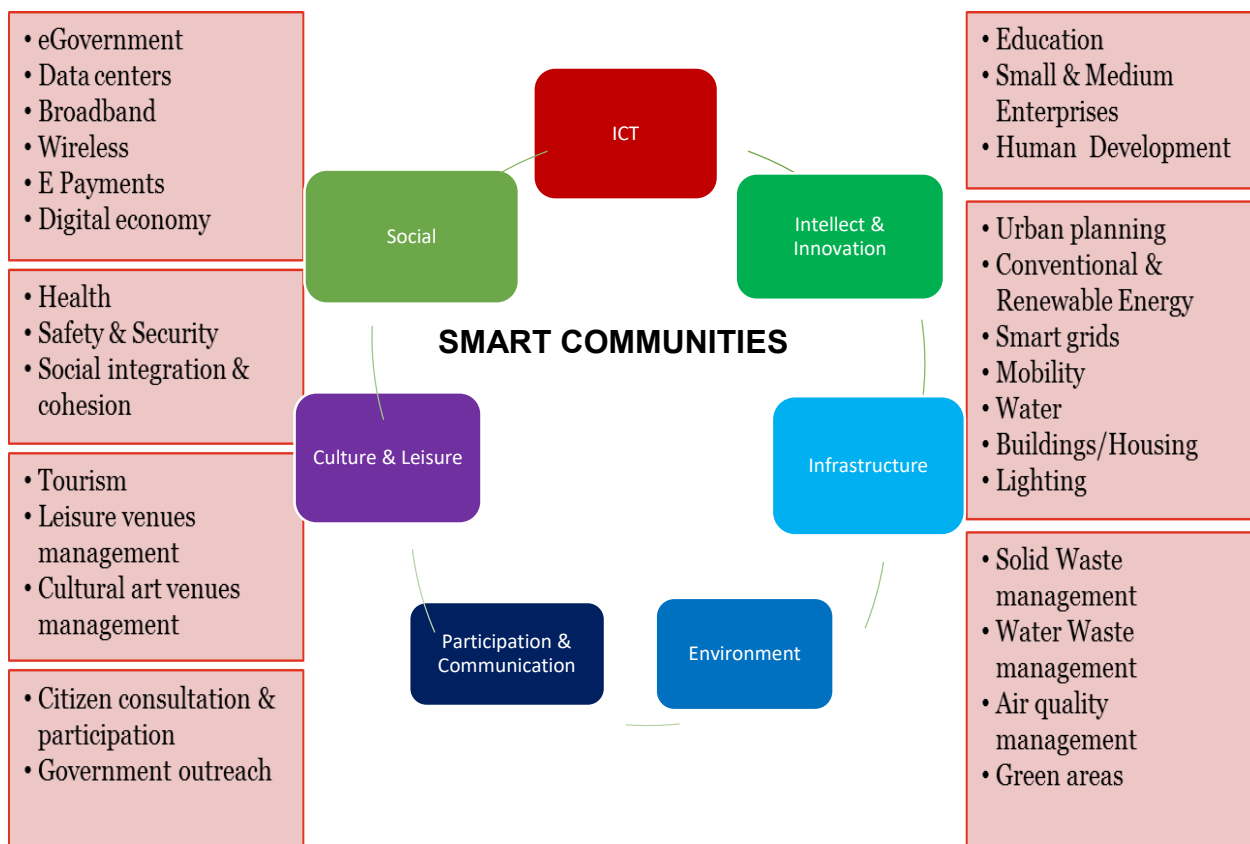 • eGovernment
• Data centers
• Broadband
• Wireless
• E Payments
• Digital economy
• Health
• Safety & Security
• Social integration &
cohesion
• Tourism
• Leisure venues
management
• Cultural art venues
management
• Citizen consultation &
participation
• Government outreach
ICT
Social
Intellect &
Innovation
SMART COMMUNITIES
Culture & Leisure
Infrastructure
Participation &
Communication
Environment
• Education
• Small & Medium
Enterprises
• Human Development
• Urban planning
• Conventional &
Renewable Energy
• Smart grids
• Mobility
• Water
• Buildings/Housing
• Lighting
• Solid Waste
management
• Water Waste
management
• Air quality
management
• Green areas